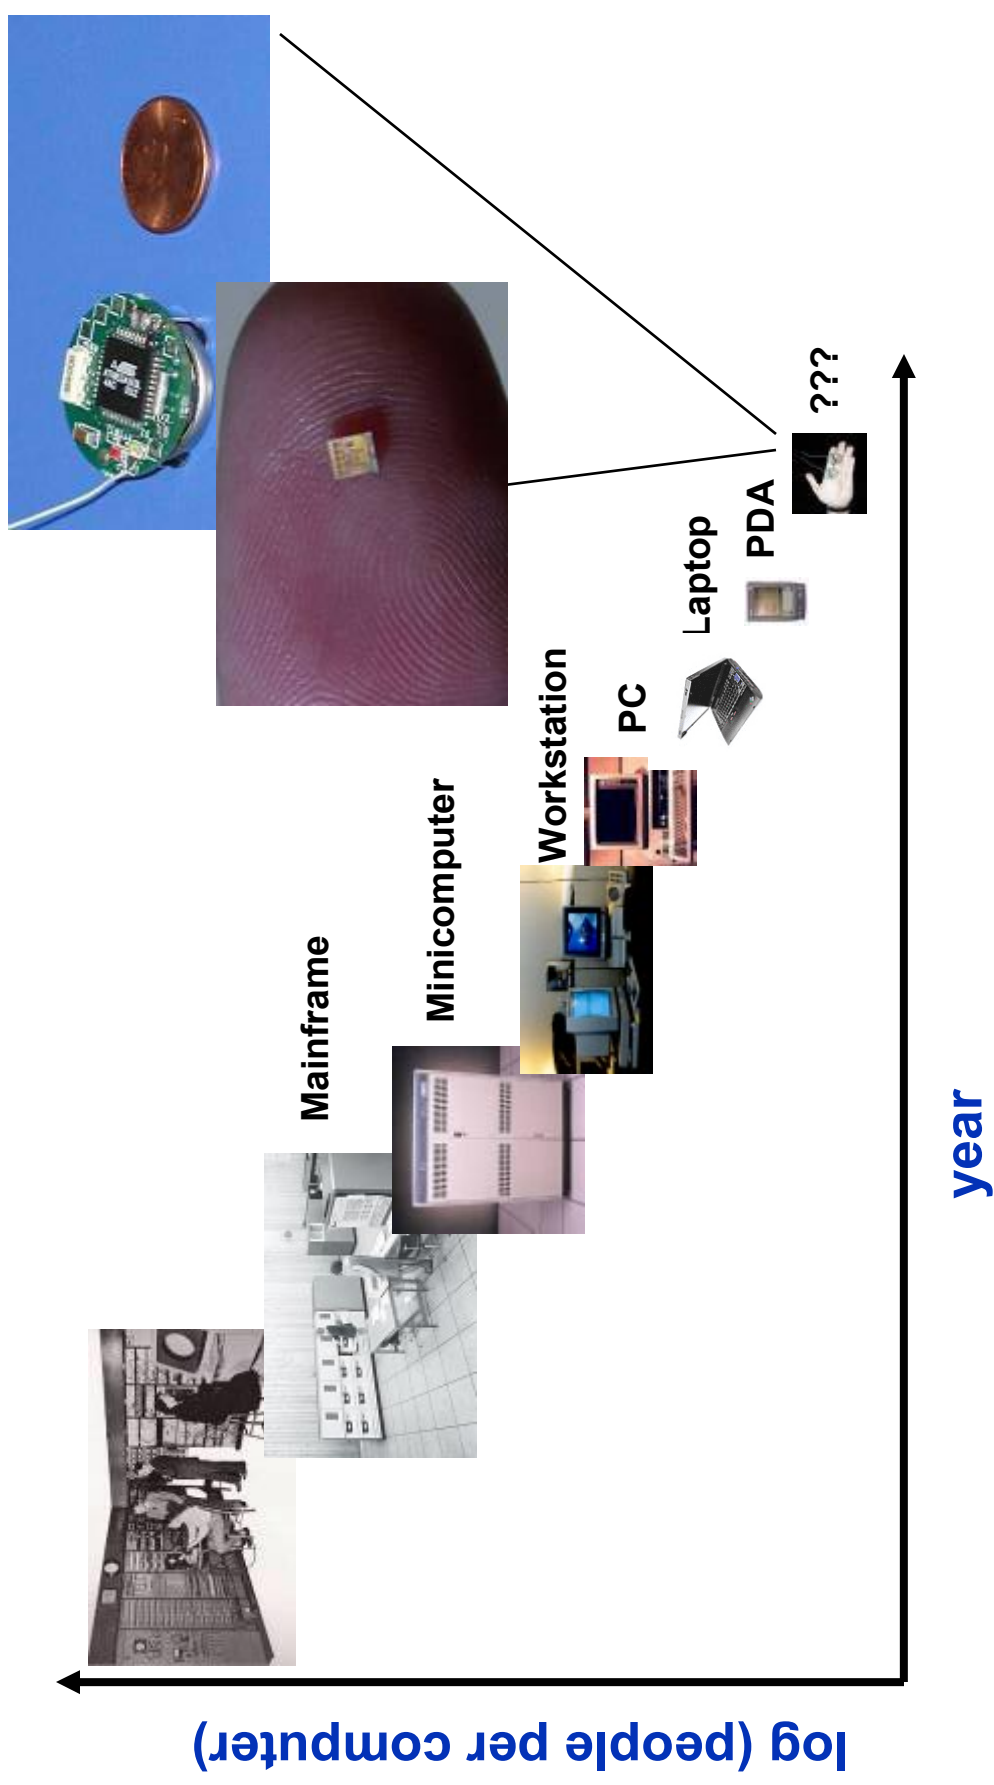 log (people per computer)
Mainframe
Minicomputer
Workstation
PC
Laptop
PDA
???
year